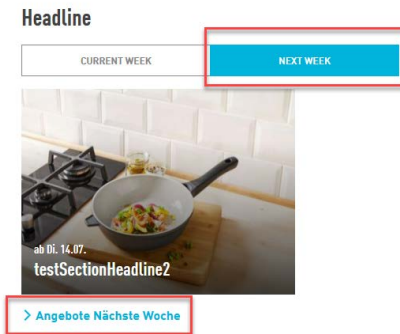 Headline
CURRENT WEEK
NEXT WEEK
ab Di. 14.07.
testSectionHeadline2
> Angebote Nächste Woche